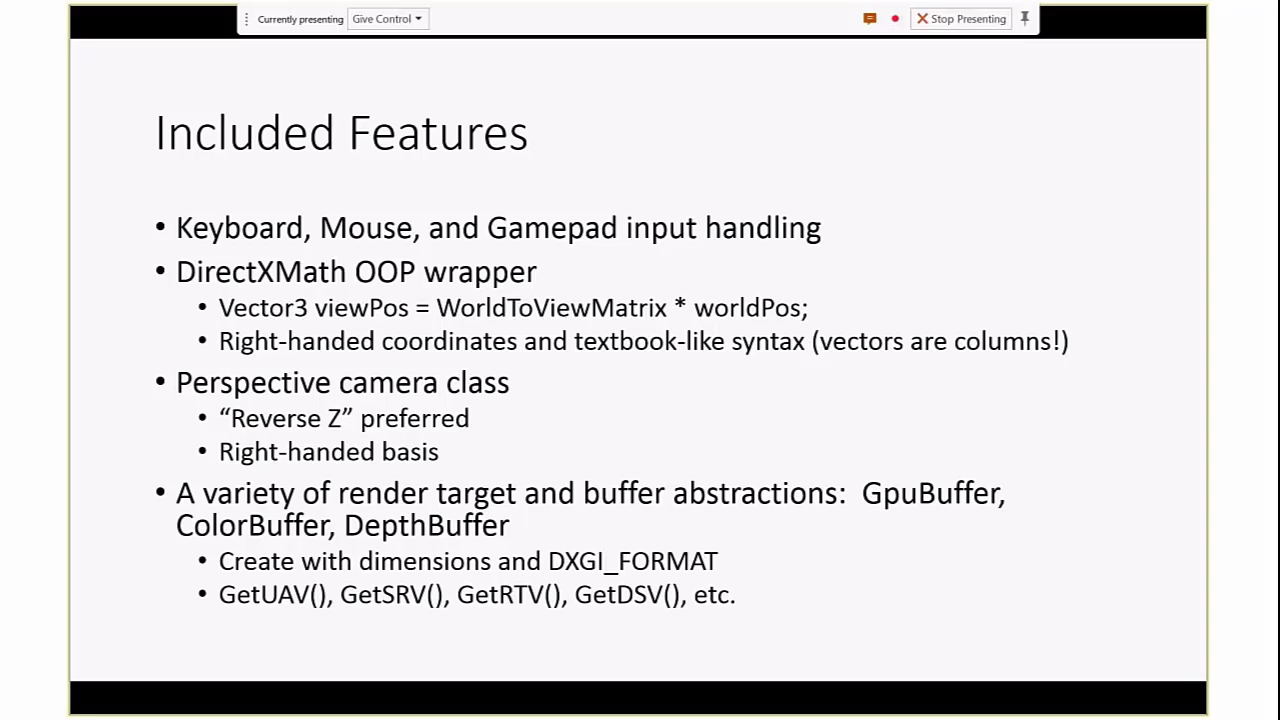 Currently presenting Give Control Stop Presenting
Included Features
• Keyboard, Mouse, and Gamepad input handling
• DirectXMath OOP wrapper
• Vector3 viewPos = WorldToViewMatrix * worldPos;
• Right-handed coordinates and textbook-like syntax (vectors are columns!)
• Perspective camera class
• “Reverse Z” preferred
• Right-handed basis
• A variety of render target and buffer abstractions:  GpuBuffer,
ColorBuffer, DepthBuffer
• Create with dimensions and DXGI_FORMAT
• GetUAV(), GetSRV(), GetRTV(), GetDSV(), etc.